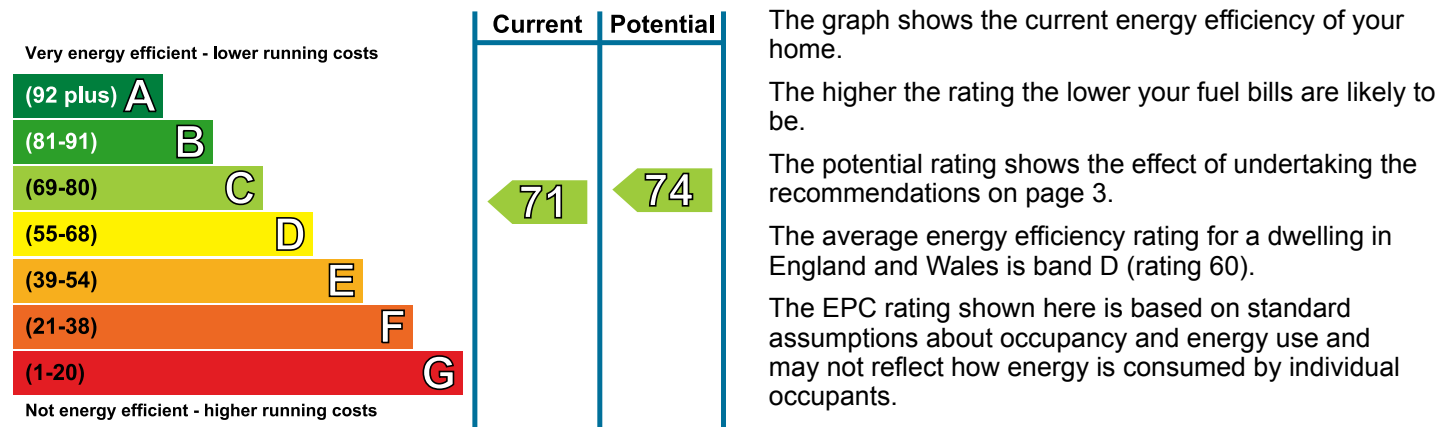 Current Potential
Very energy efficient - lower running costs
(92 plus) A
(81-91) B
(69-80) C
(55-68) D
(39-54) E
(21-38) F
(1-20) G
Not energy efficient - higher running costs
71
74
The graph shows the current energy efficiency of your
home.
The higher the rating the lower your fuel bills are likely to
be.
The potential rating shows the effect of undertaking the
recommendations on page 3.
The average energy efficiency rating for a dwelling in
England and Wales is band D (rating 60).
The EPC rating shown here is based on standard
assumptions about occupancy and energy use and
may not reflect how energy is consumed by individual
occupants.